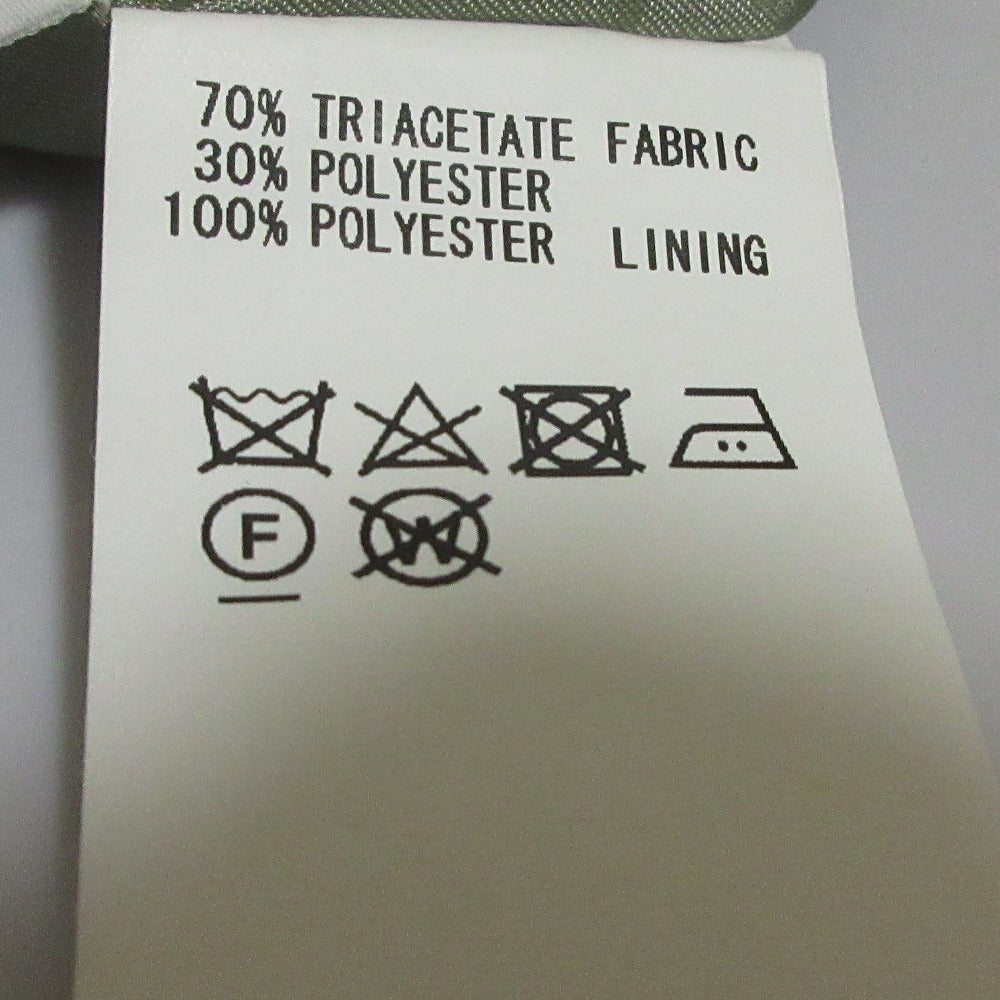 70% TRIACETATE FABRIC
30% POLYESTER
100% POLYESTER LINING
F
W